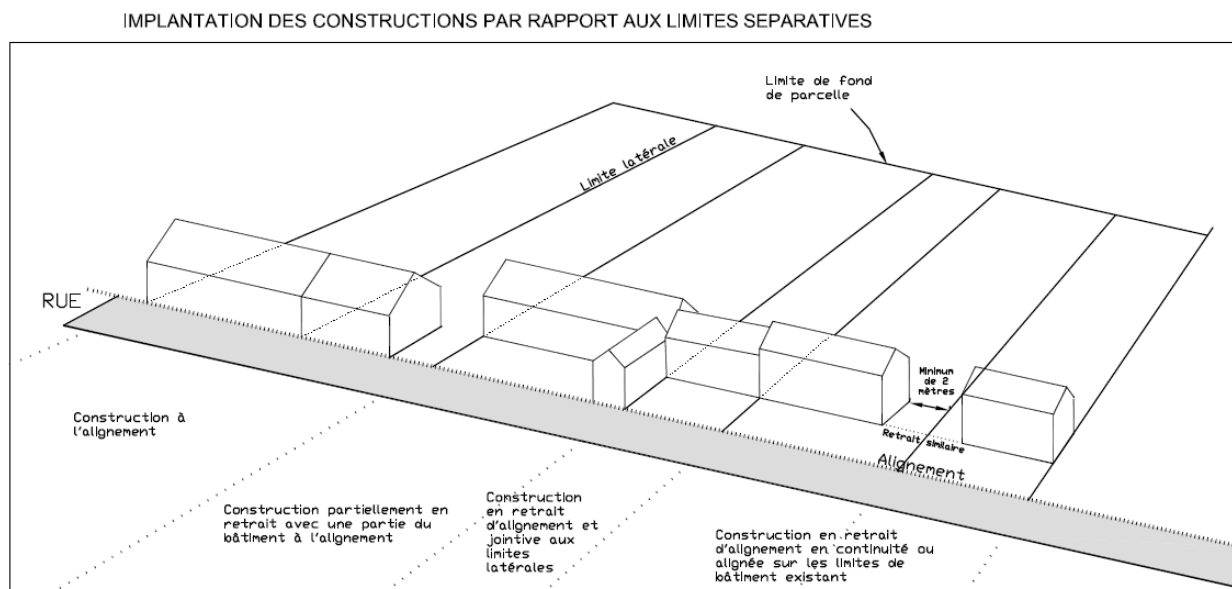 IMPLANTATION DES CONSTRUCTIONS PAR RAPPORT AUX LIMITES SEPARATIVES
Limite de fond
de parcelle
Limite latérale
RUE
Minimum
de 2
mètres
Retrait similaire
Alignement
Construction à
l'alignement
Construction partiellement en
retrait avec une partie du
bâtiment à l'alignement
Construction
en retrait
d'alignement et
jointive aux
limites
latérales
Construction en retrait
d'alignement en continuité ou
alignée sur les limites de
bâtiment existant